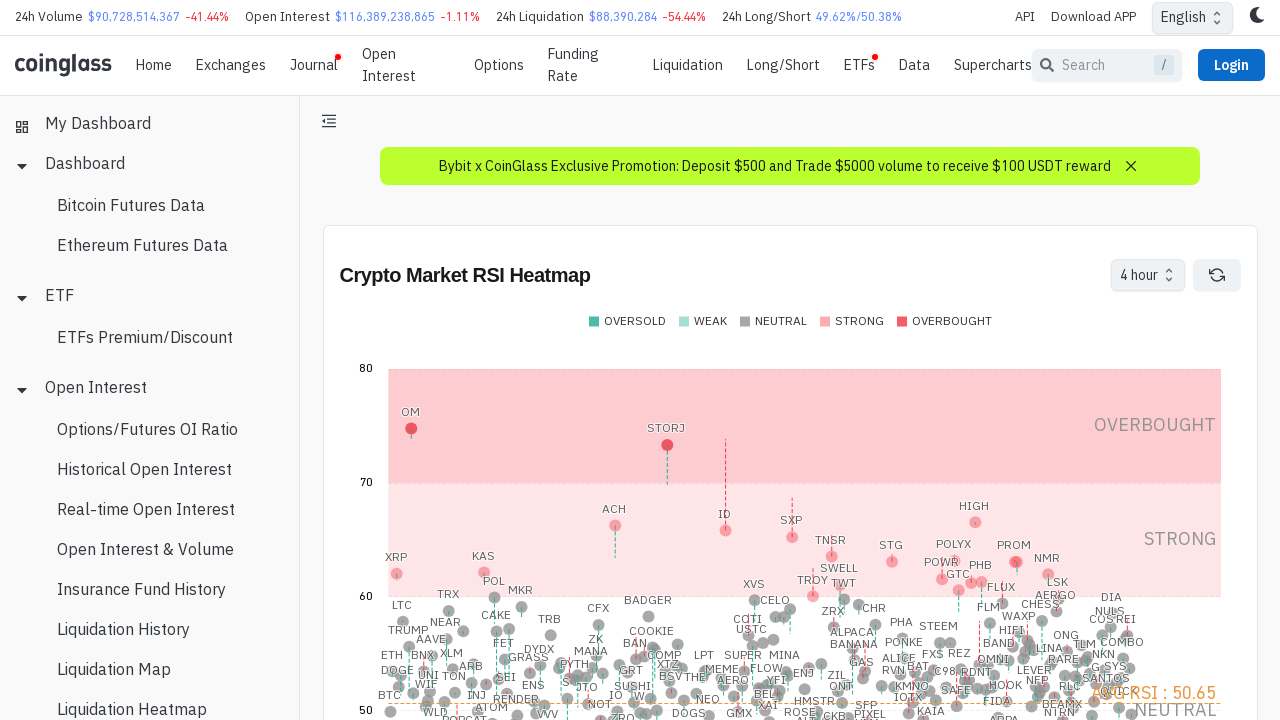 24h Volume $90,728,514,367 -41.44% Open Interest $116,389,238,865 -1.11% 24h Liquidation $88,390,284 -54.44% 24h Long/Short 49.62%/50.38% API Download APP English
coinglass Home Exchanges Journal Open Interest Options Funding Rate Liquidation Long/Short ETFs Data Supercharts Search / Login
My Dashboard
Dashboard
Bitcoin Futures Data
Ethereum Futures Data
ETF
ETFs Premium/Discount
Open Interest
Options/Futures OI Ratio
Historical Open Interest
Real-time Open Interest
Open Interest & Volume
Insurance Fund History
Liquidation History
Liquidation Map
Liquidation Heatmap
Bybit x CoinGlass Exclusive Promotion: Deposit $500 and Trade $5000 volume to receive $100 USDT reward
Crypto Market RSI Heatmap 4 hour
OVERSOLD WEAK NEUTRAL STRONG OVERBOUGHT
80
OM
OVERBOUGHT
STORJ
70
ACH ID SXP HIGH
STRONG
XRP KAS TNSR STG POLYX PROM NMR
POL MKR TROY SWELL TWT POWR GTC PHB FLUX LSK
60
LTC TRX CAKE BADGER XVS CELO CHR FLM CHESS AERGO DIA
TRUMP NEAR TRB CFX COTI USTC ZRX PHA STEEM WAXP NULS
AAVE FET DYDX ZK COOKIE BAN ALPACA BANANA PONKE BAND HIFI ONG COS REI
ETH BNX XLM GRASS MANA COMP LPT SUPER MINA GAS ALICE FXS REZ OMNI RARE NKN COMBO
DOGE UNI TON ARB SEI PYTH GRT XTZ MEME FLOW ENJ RVN BAT RDNT LEVER SYS
WIF ENS JTO SUSHI BSV AERO YFI ZIL ONT KMNO SAFE HOOK NFP RLC SANTOS
BTC INJ RENDER NOT IO W NEO BEL HMSTR IOTX FIDA BEAMX QUICK
AVG RSI : 50.65
50 WLD ATOM DOGS GMX XAI ROSE SFP PIXEL KAIA NTRN
NEUTRAL